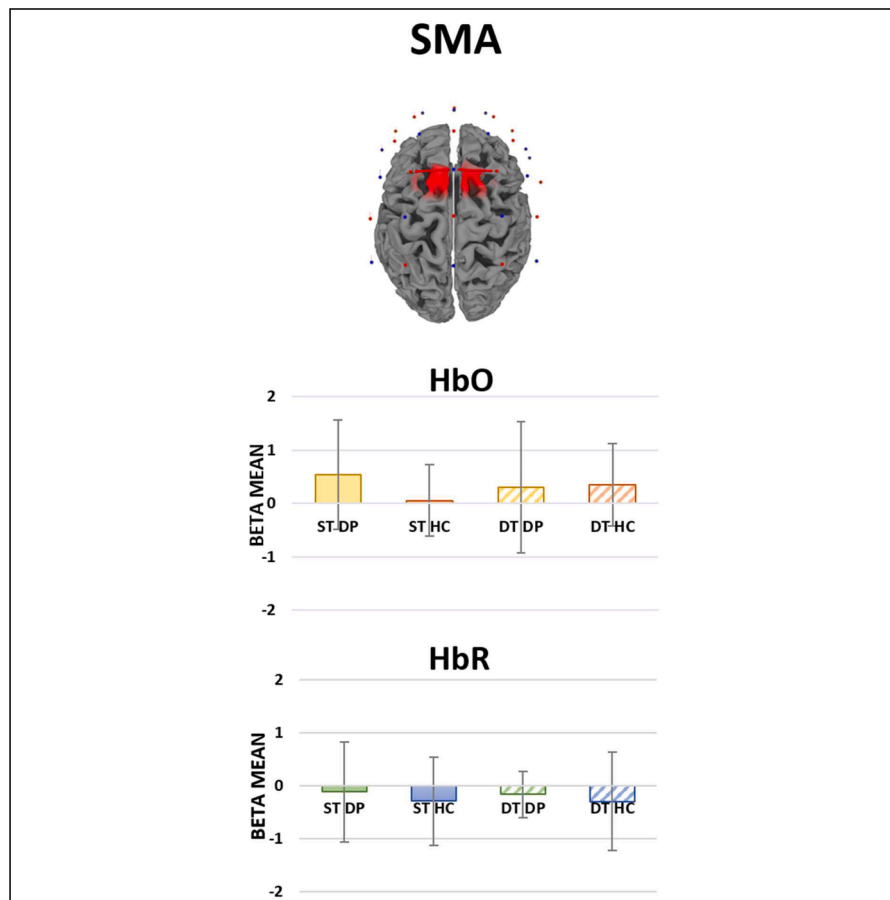 SMA
HbO
2
1
0
-1
-2
BETA MEAN
ST DP
ST HC
DT DP
DT HC
HbR
2
1
0
-1
-2
BETA MEAN
ST DP
ST HC
DT DP
DT HC